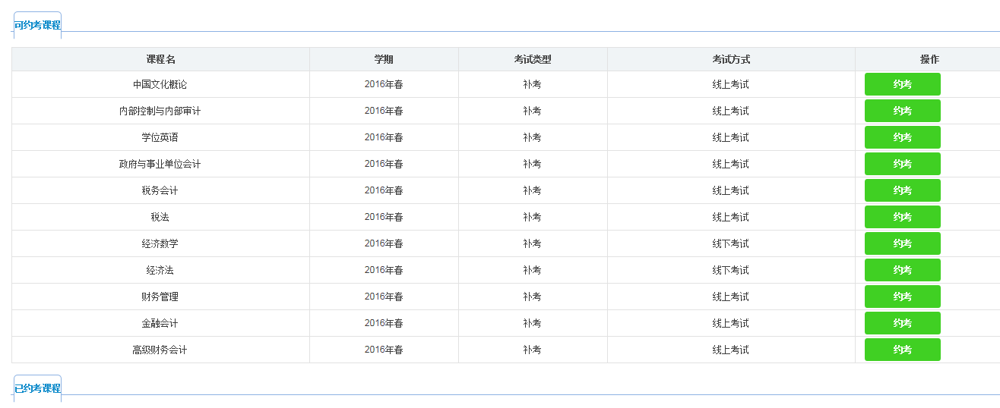 可约考课程
课程名 学期 考试类型 考试方式 操作
中国文化概论 2016年春 补考 线上考试 约考
内部控制与内部审计 2016年春 补考 线上考试 约考
学位英语 2016年春 补考 线上考试 约考
政府与事业单位会计 2016年春 补考 线上考试 约考
税务会计 2016年春 补考 线上考试 约考
税法 2016年春 补考 线上考试 约考
经济数学 2016年春 补考 线下考试 约考
经济法 2016年春 补考 线下考试 约考
财务管理 2016年春 补考 线上考试 约考
金融会计 2016年春 补考 线上考试 约考
高级财务会计 2016年春 补考 线上考试 约考
已约考课程